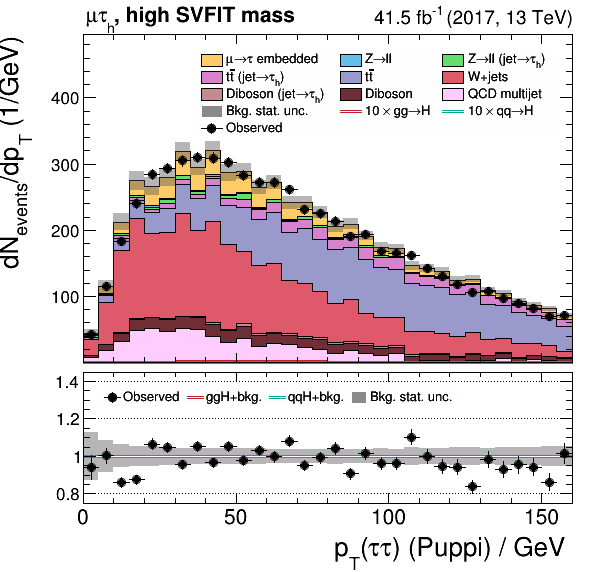 μτh, high SVFIT mass 41.5 fb⁻¹ (2017, 13 TeV)
μ→τ embedded Z→ll Z→ll (jet→τh)
tt̄ (jet→τh) tt̄ W+jets
Diboson (jet→τh) Diboson QCD multijet
Bkg. stat. unc. 10 × gg→H 10 × qq→H
Observed
dNevents/dpT (1/GeV)
400
300
200
100
1.4
Observed ggH+bkg. qqH+bkg. Bkg. stat. unc.
1.2
1
0.8
0 50 100 150
pT(ττ) (Puppi) / GeV